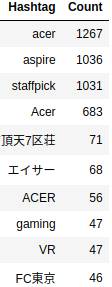 Hashtag Count
acer 1267
aspire 1036
staffpick 1031
Acer 683
頂天7区荘 71
エイサー 68
ACER 56
gaming 47
VR 47
FC東京 46